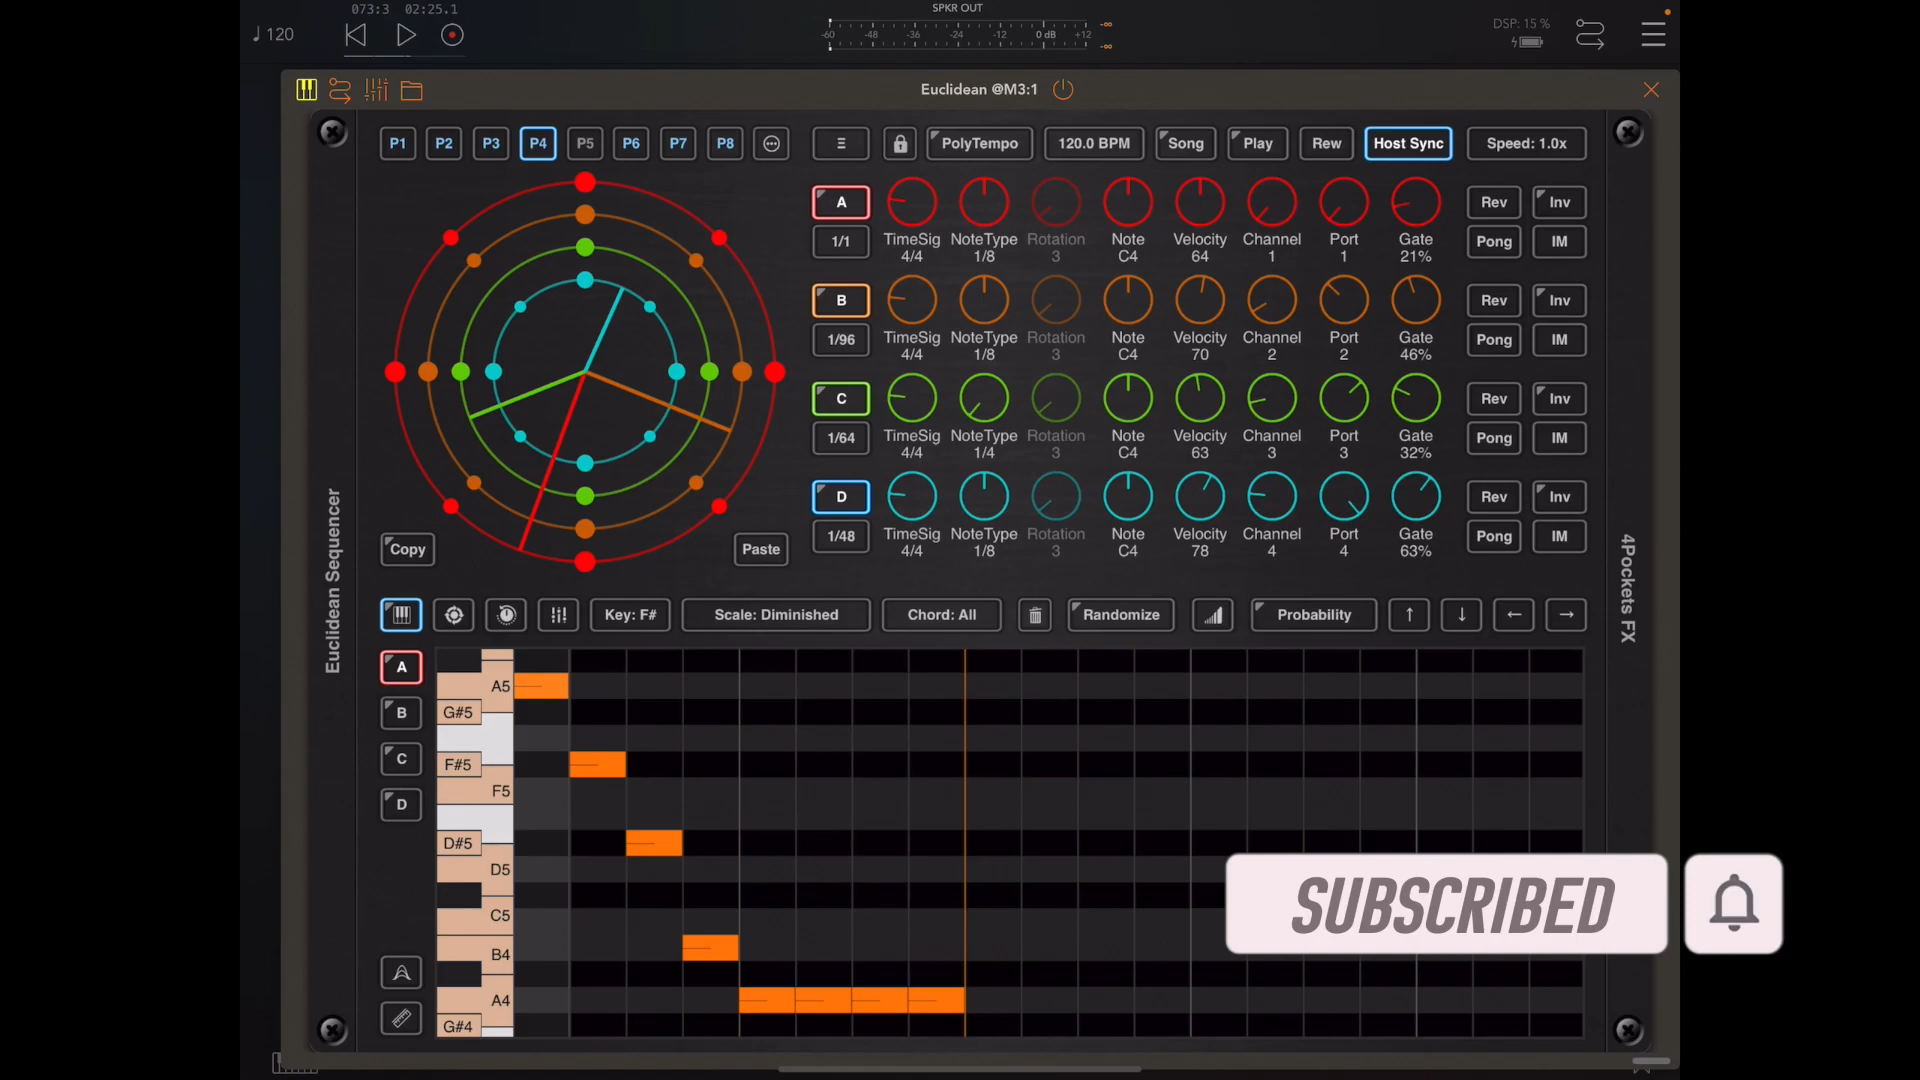 073:3 02:25.1
SPKR OUT
♩120
-60 -48 -36 -24 -12 0 dB +12
-∞
-∞
DSP: 15 %
Euclidean @M3:1
P1 P2 P3 P4 P5 P6 P7 P8
PolyTempo 120.0 BPM Song Play Rew Host Sync Speed: 1.0x
A
1/1
TimeSig NoteType Rotation Note Velocity Channel Port Gate
4/4 1/8 3 C4 64 1 1 21%
Rev Inv
Pong IM
B
1/96
TimeSig NoteType Rotation Note Velocity Channel Port Gate
4/4 1/8 3 C4 70 2 2 46%
Rev Inv
Pong IM
C
1/64
TimeSig NoteType Rotation Note Velocity Channel Port Gate
4/4 1/4 3 C4 63 3 3 32%
Rev Inv
Pong IM
D
1/48
TimeSig NoteType Rotation Note Velocity Channel Port Gate
4/4 1/8 3 C4 78 4 4 63%
Rev Inv
Pong IM
Copy Paste
Euclidean Sequencer
4Pockets FX
Key: F# Scale: Diminished Chord: All Randomize Probability ↑ ↓ ← →
A
B
C
D
A5
G#5
F#5
F5
D#5
D5
C5
B4
A4
G#4
SUBSCRIBED